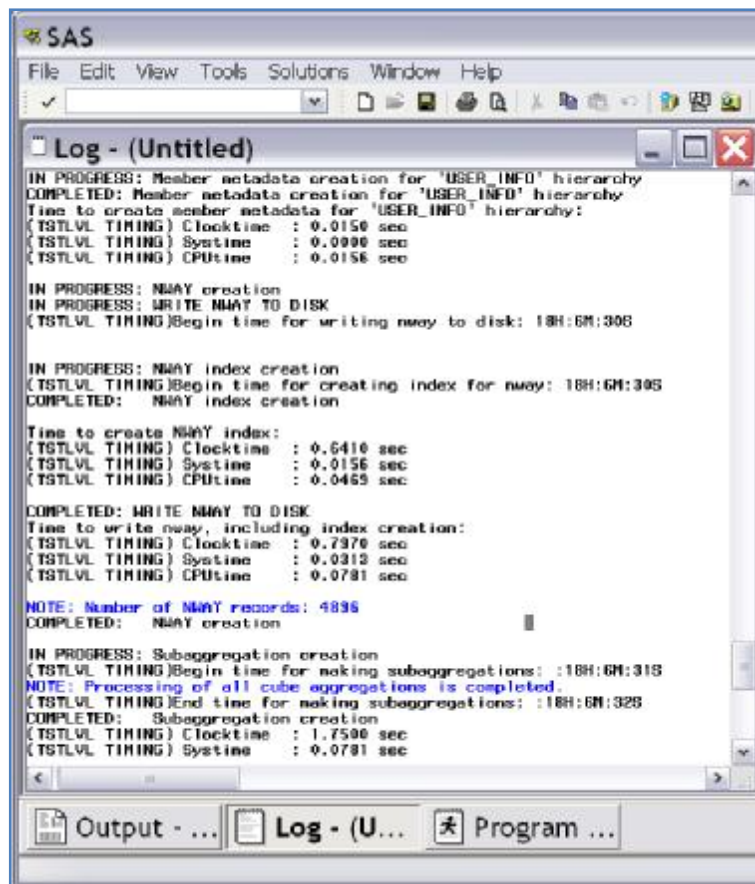 SAS
File Edit View Tools Solutions Window Help
Log - (Untitled)
IN PROGRESS: Member metadata creation for 'USER_INFO' hierarchy
COMPLETED: Member metadata creation for 'USER_INFO' hierarchy
Time to create member metadata for 'USER_INFO' hierarchy:
(TSTLVL TIMING) Clocktime : 0.0150 sec
(TSTLVL TIMING) Systime : 0.0000 sec
(TSTLVL TIMING) CPUtime : 0.0156 sec
IN PROGRESS: NWAY creation
IN PROGRESS: WRITE NWAY TO DISK
(TSTLVL TIMING)Begin time for writing nway to disk: 18H:6M:30S
IN PROGRESS: NWAY index creation
(TSTLVL TIMING)Begin time for creating index for nway: 18H:6M:30S
COMPLETED: NWAY index creation
Time to create NWAY index:
(TSTLVL TIMING) Clocktime : 0.6410 sec
(TSTLVL TIMING) Systime : 0.0156 sec
(TSTLVL TIMING) CPUtime : 0.0469 sec
COMPLETED: WRITE NWAY TO DISK
Time to write nway, including index creation:
(TSTLVL TIMING) Clocktime : 0.7970 sec
(TSTLVL TIMING) Systime : 0.0313 sec
(TSTLVL TIMING) CPUtime : 0.0781 sec
NOTE: Number of NWAY records: 4896
COMPLETED: NWAY creation
IN PROGRESS: Subaggregation creation
(TSTLVL TIMING)Begin time for making subaggregations: :18H:6M:31S
NOTE: Processing of all cube aggregations is completed.
(TSTLVL TIMING)End time for making subaggregations: :18H:6M:32S
COMPLETED: Subaggregation creation
(TSTLVL TIMING) Clocktime : 1.7500 sec
(TSTLVL TIMING) Systime : 0.0781 sec
Output - ... Log - (U... Program ...